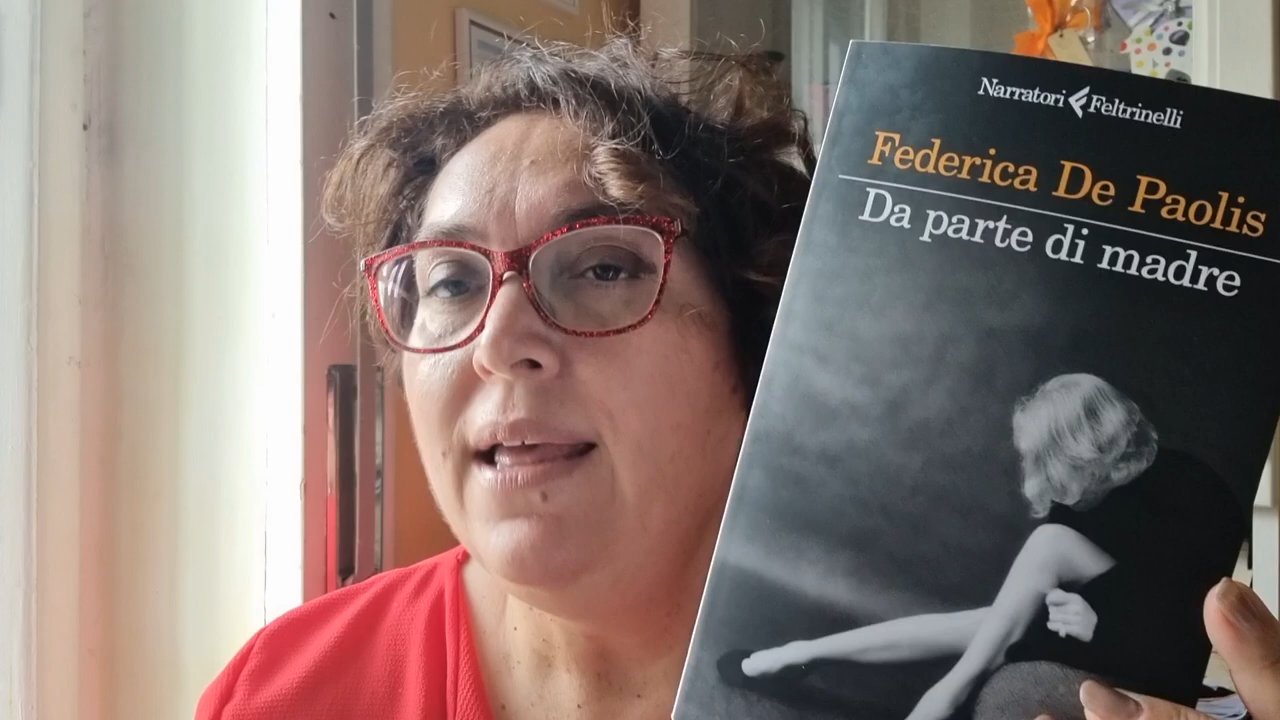 Narratori Feltrinelli
Federica De Paolis
Da parte di madre